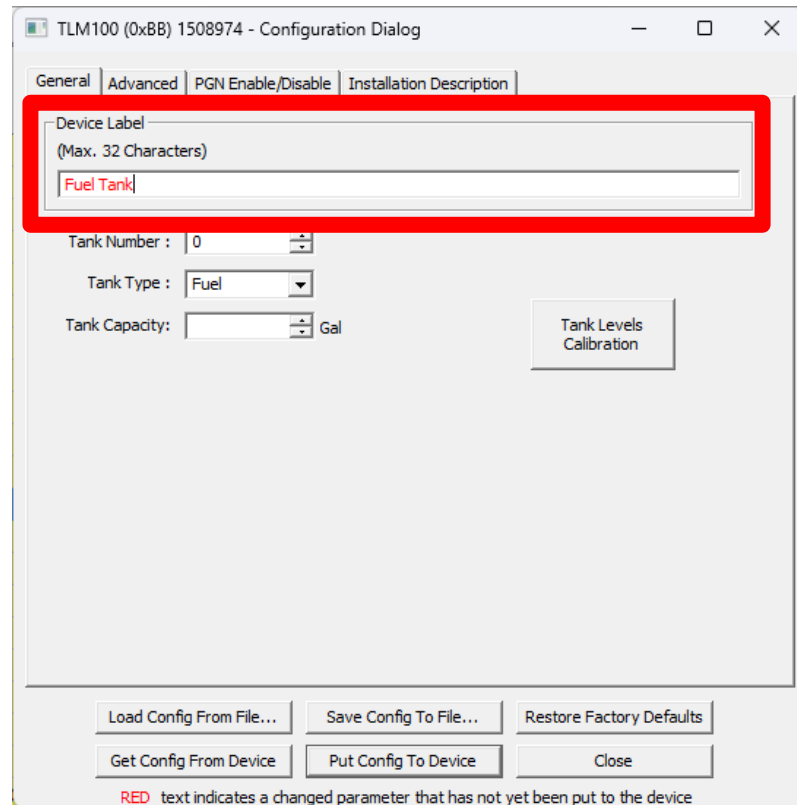 TLM100 (0xBB) 1508974 - Configuration Dialog
General Advanced PGN Enable/Disable Installation Description
Device Label
(Max. 32 Characters)
Fuel Tank
Tank Number : 0
Tank Type : Fuel
Tank Capacity: Gal
Tank Levels
Calibration
Load Config From File... Save Config To File... Restore Factory Defaults
Get Config From Device Put Config To Device Close
RED text indicates a changed parameter that has not yet been put to the device